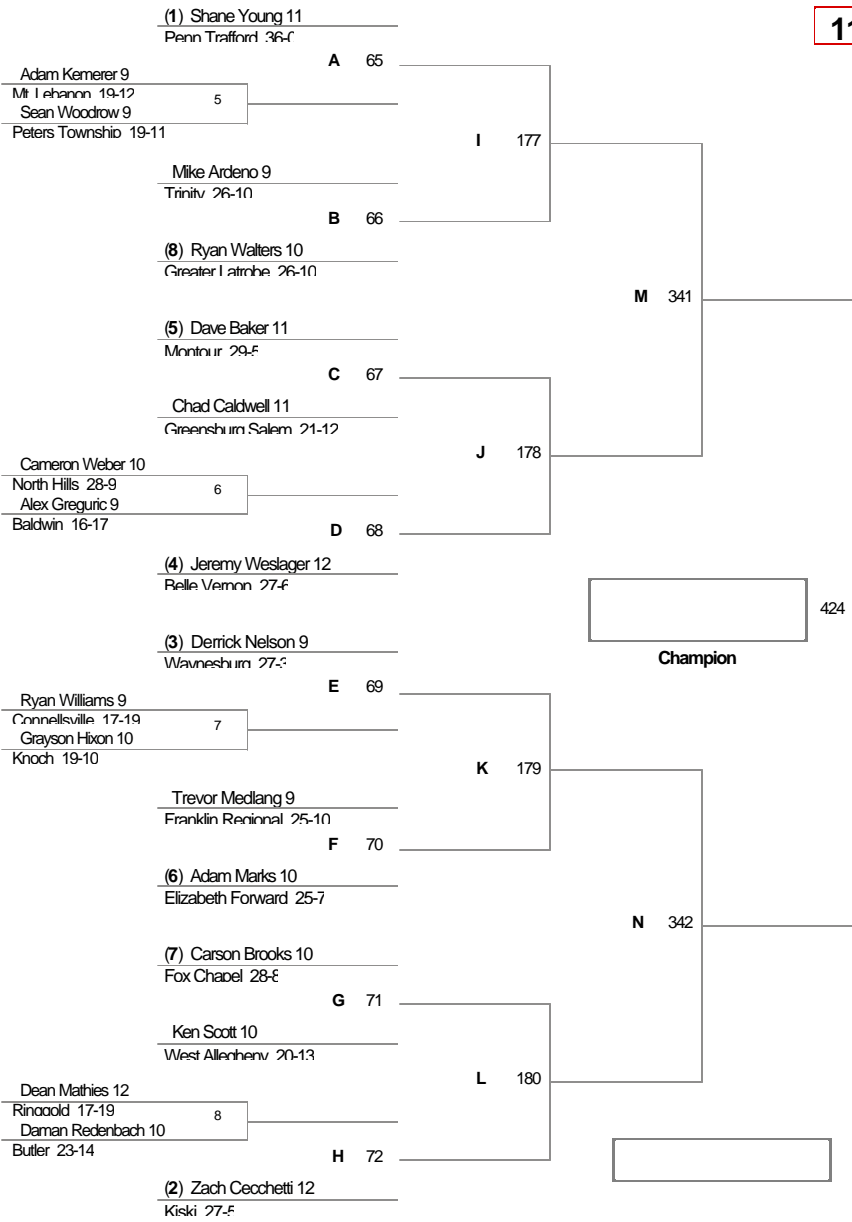 (1) Shane Young 11
11
Penn Trafford 36-0
A 65
Adam Kemerer 9
Mt. Lebanon 19-12
5
Sean Woodrow 9
Peters Township 19-11
I 177
Mike Ardeno 9
Trinity 26-10
B 66
(8) Ryan Walters 10
Greater Latrobe 26-10
M 341
(5) Dave Baker 11
Montour 29-5
C 67
Chad Caldwell 11
Greensburg Salem 21-12
J 178
Cameron Weber 10
North Hills 28-9
6
Alex Greguric 9
Baldwin 16-17
D 68
(4) Jeremy Weslager 12
Belle Vernon 27-6
424
(3) Derrick Nelson 9
Waynesburg 27-3
Champion
E 69
Ryan Williams 9
Connellsville 17-19
7
Grayson Hixon 10
Knoch 19-10
K 179
Trevor Medlang 9
Franklin Regional 25-10
F 70
(6) Adam Marks 10
Elizabeth Forward 25-7
N 342
(7) Carson Brooks 10
Fox Chapel 28-8
G 71
Ken Scott 10
West Allegheny 20-13
L 180
Dean Mathies 12
Ringgold 17-19
8
Daman Redenbach 10
Butler 23-14
H 72
(2) Zach Cecchetti 12
Kiski 27-5